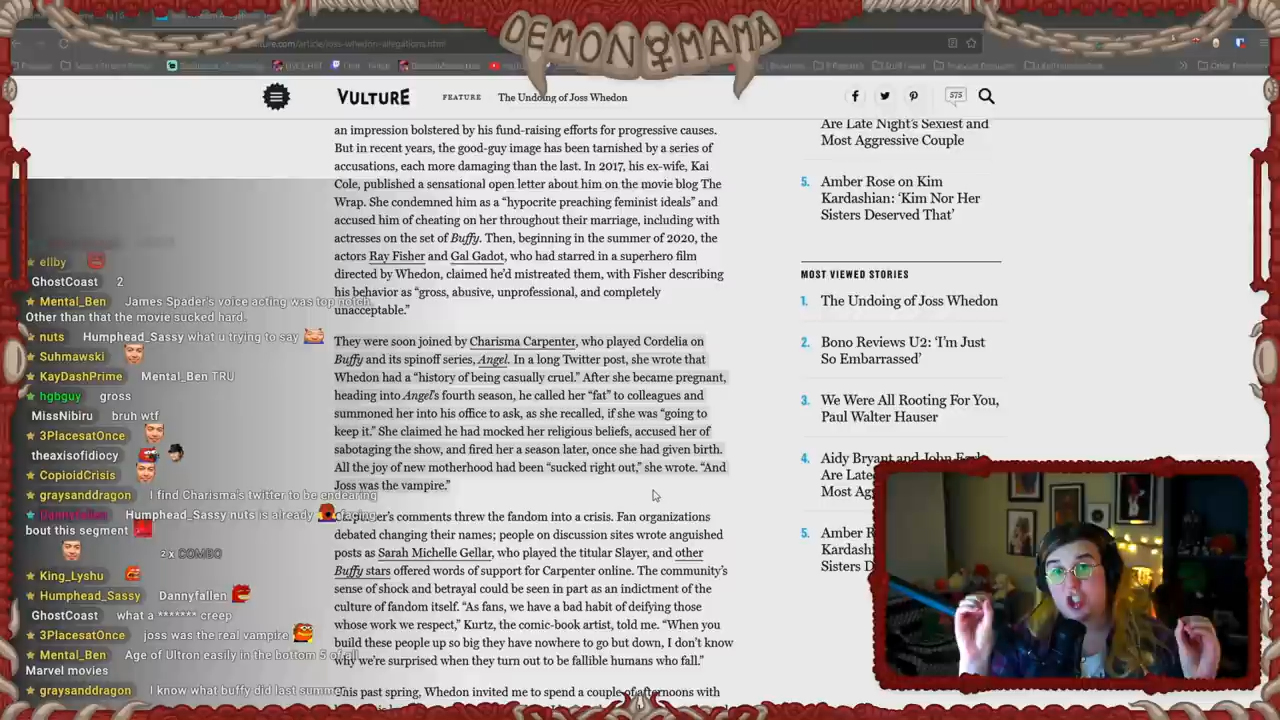 DEMON MAMA
VULTURE
FEATURE
The Undoing of Joss Whedon
575
an impression bolstered by his fund-raising efforts for progressive causes.
But in recent years, the good-guy image has been tarnished by a series of
accusations, each more damaging than the last. In 2017, his ex-wife, Kai
Cole, published a sensational open letter about him on the movie blog The
Wrap. She condemned him as a “hypocrite preaching feminist ideals” and
accused him of cheating on her throughout their marriage, including with
actresses on the set of Buffy. Then, beginning in the summer of 2020, the
actors Ray Fisher and Gal Gadot, who had starred in a superhero film
directed by Whedon, claimed he’d mistreated them, with Fisher describing
his behavior as “gross, abusive, unprofessional, and completely
unacceptable.”
They were soon joined by Charisma Carpenter, who played Cordelia on
Buffy and its spinoff series, Angel. In a long Twitter post, she wrote that
Whedon had a “history of being casually cruel.” After she became pregnant,
heading into Angel’s fourth season, he called her “fat” to colleagues and
summoned her into his office to ask, as she recalled, if she was “going to
keep it.” She claimed he had mocked her religious beliefs, accused her of
sabotaging the show, and fired her a season later, once she had given birth.
All the joy of new motherhood had been “sucked right out,” she wrote. “And
Joss was the vampire.”
comments threw the fandom into a crisis. Fan organizations
debated changing their names; people on discussion sites wrote anguished
posts as Sarah Michelle Gellar, who played the titular Slayer, and other
Buffy stars offered words of support for Carpenter online. The community’s
sense of shock and betrayal could be seen in part as an indictment of the
culture of fandom itself. “As fans, we have a bad habit of deifying those
whose work we respect,” Kurtz, the comic-book artist, told me. “When you
build these people up so big they have nowhere to go but down, I don’t know
why we’re surprised when they turn out to be fallible humans who fall.”
This past spring, Whedon invited me to spend a couple of afternoons with
Are Late Night’s Sexiest and
Most Aggressive Couple
5. Amber Rose on Kim
Kardashian: ‘Kim Nor Her
Sisters Deserved That’
MOST VIEWED STORIES
1. The Undoing of Joss Whedon
2. Bono Reviews U2: ‘I’m Just
So Embarrassed’
3. We Were All Rooting For You,
Paul Walter Hauser
4. Aidy Bryant and John
Are Late
Most
5. Amber R
Kardash
Sisters D
ellby
GhostCoast 2
Mental_Ben James Spader's voice acting was top notch.
Other than that the movie sucked hard.
nuts Humphead_Sassy what u trying to say
Suhmawski
KayDashPrime Mental_Ben TRU
hgbguy gross
MissNibiru bruh wtf
3PlacesatOnce
theaxisofidiocy
CopioidCrisis
graysanddragon I find Charisma's twitter to be endearing
Dannyfallen Humphead_Sassy nuts is already facing
bout this segment
2 x COMBO
King_Lyshu
Humphead_Sassy Dannyfallen
GhostCoast what a ******* creep
3PlacesatOnce joss was the real vampire
Mental_Ben Age of Ultron easily in the bottom 5 of all
Marvel movies
graysanddragon I know what buffy did last summer